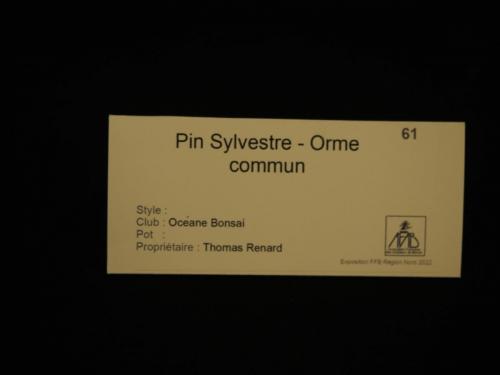 61
Pin Sylvestre - Orme
commun
Style :
Club : Océane Bonsai
Pot :
Propriétaire : Thomas Renard
Exposition FFB Région Nord 2022